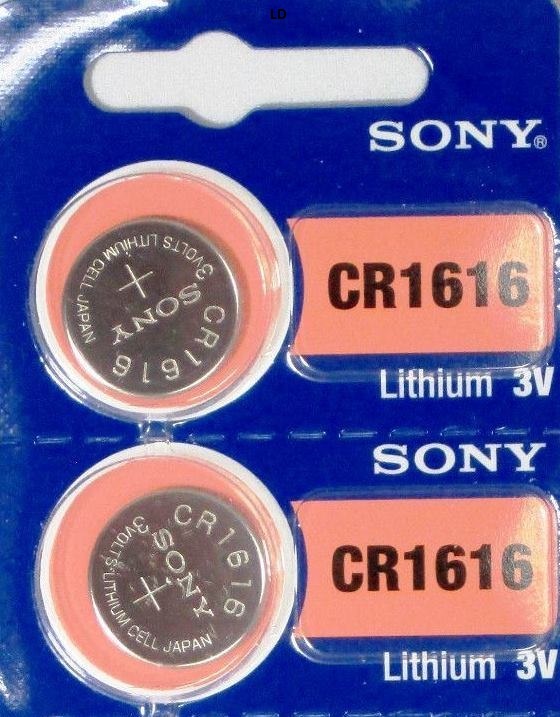 LD
SONY®
3VOLTS LITHIUM CELL JAPAN
+
SONY
CR1616
CR1616
Lithium 3V
SONY
CR1616
SONY
+
3VOLTS LITHIUM CELL JAPAN
CR1616
Lithium 3V